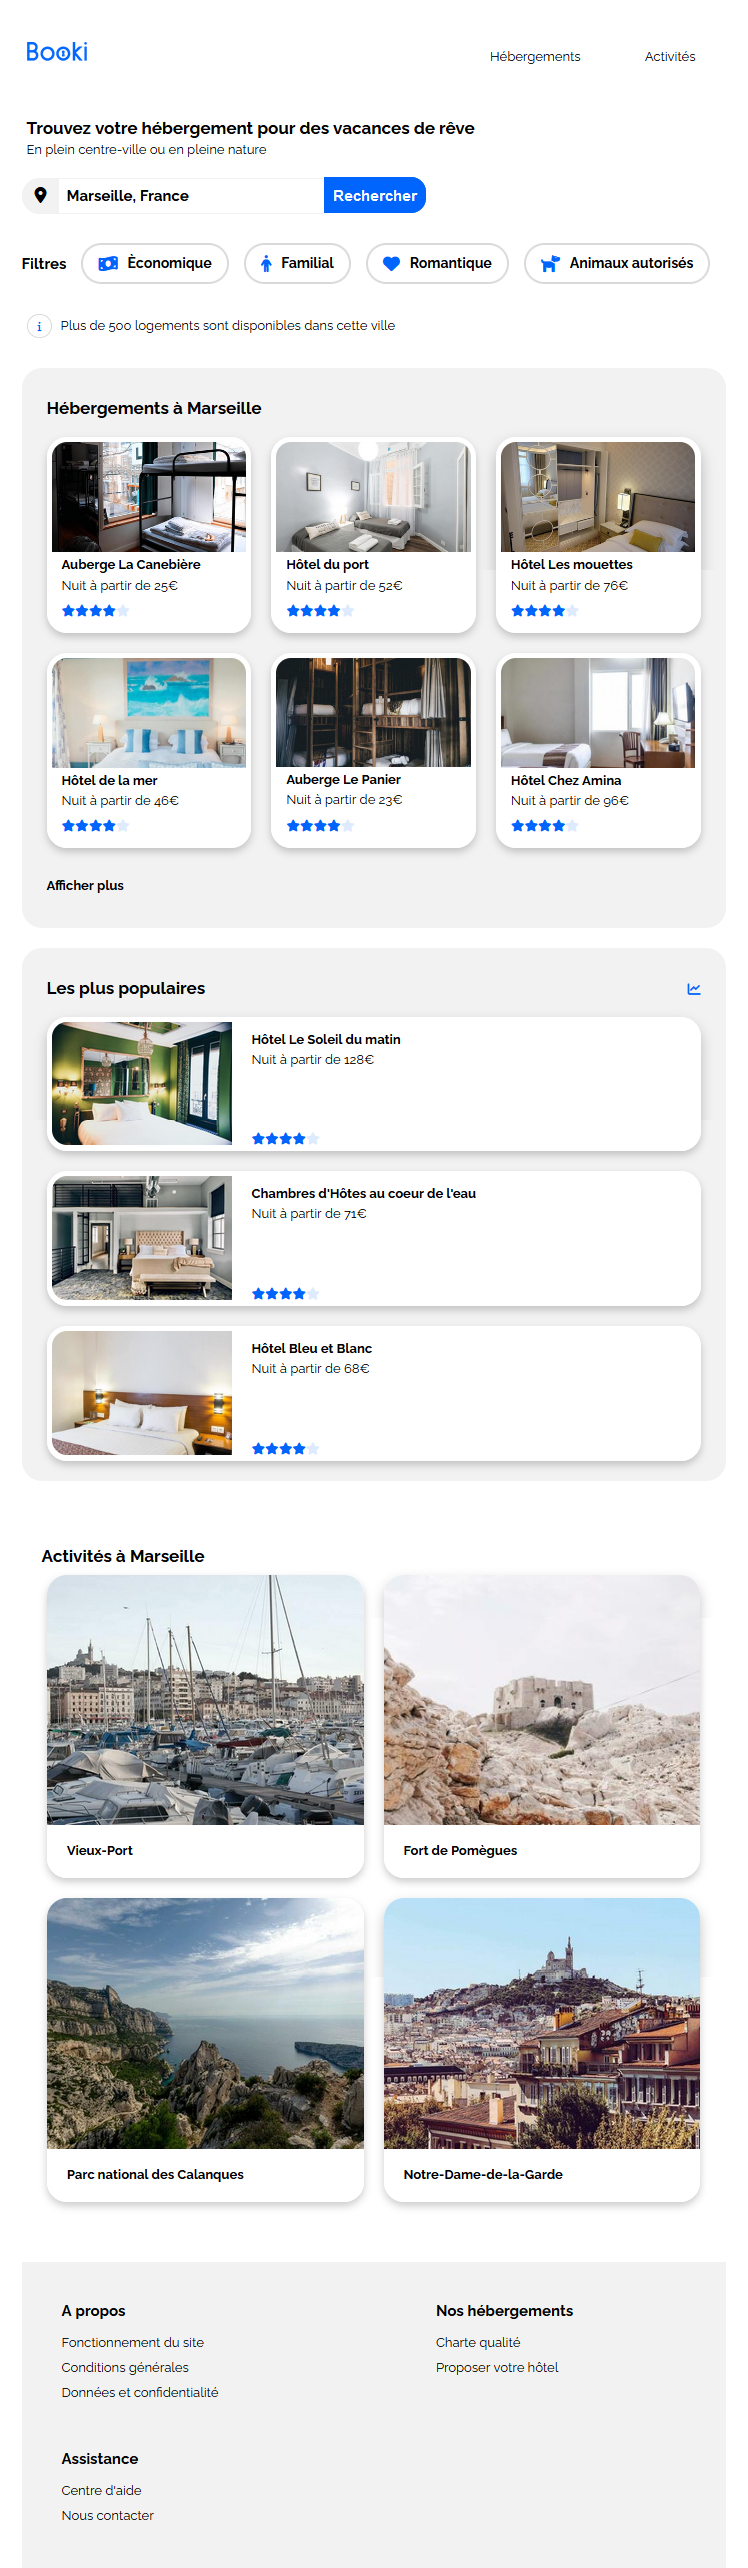 Booki
Hébergements
Activités
Trouvez votre hébergement pour des vacances de rêve
En plein centre-ville ou en pleine nature
Marseille, France
Rechercher
Filtres
Èconomique
Familial
Romantique
Animaux autorisés
Plus de 500 logements sont disponibles dans cette ville
Hébergements à Marseille
Auberge La Canebière
Nuit à partir de 25€
Hôtel du port
Nuit à partir de 52€
Hôtel Les mouettes
Nuit à partir de 76€
Hôtel de la mer
Nuit à partir de 46€
Auberge Le Panier
Nuit à partir de 23€
Hôtel Chez Amina
Nuit à partir de 96€
Afficher plus
Les plus populaires
Hôtel Le Soleil du matin
Nuit à partir de 128€
Chambres d'Hôtes au coeur de l'eau
Nuit à partir de 71€
Hôtel Bleu et Blanc
Nuit à partir de 68€
Activités à Marseille
Vieux-Port
Fort de Pomègues
Parc national des Calanques
Notre-Dame-de-la-Garde
A propos
Fonctionnement du site
Conditions générales
Données et confidentialité
Nos hébergements
Charte qualité
Proposer votre hôtel
Assistance
Centre d'aide
Nous contacter